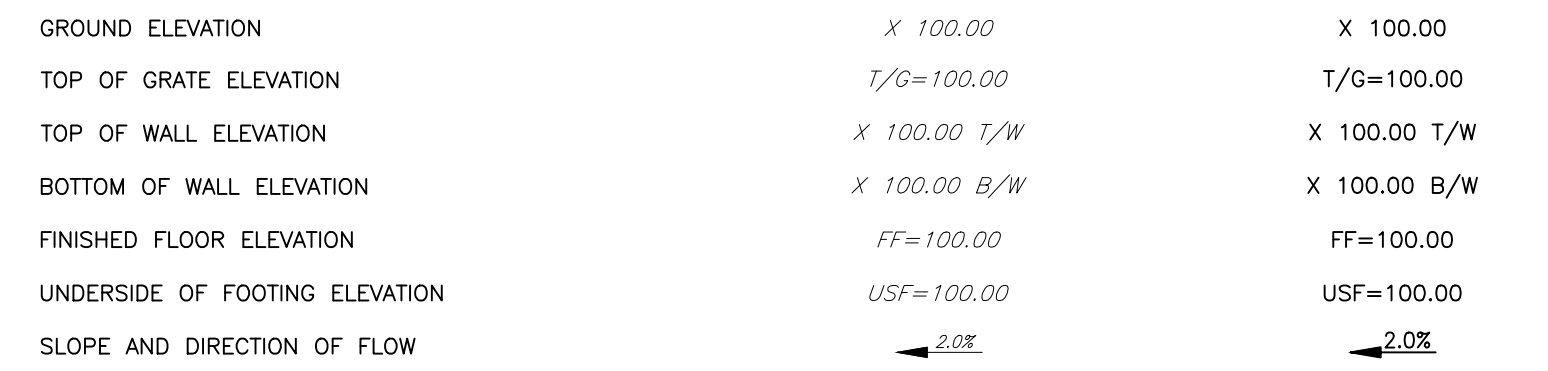 GROUND ELEVATION X 100.00 X 100.00
TOP OF GRATE ELEVATION T/G=100.00 T/G=100.00
TOP OF WALL ELEVATION X 100.00 T/W X 100.00 T/W
BOTTOM OF WALL ELEVATION X 100.00 B/W X 100.00 B/W
FINISHED FLOOR ELEVATION FF=100.00 FF=100.00
UNDERSIDE OF FOOTING ELEVATION USF=100.00 USF=100.00
SLOPE AND DIRECTION OF FLOW 2.0% 2.0%